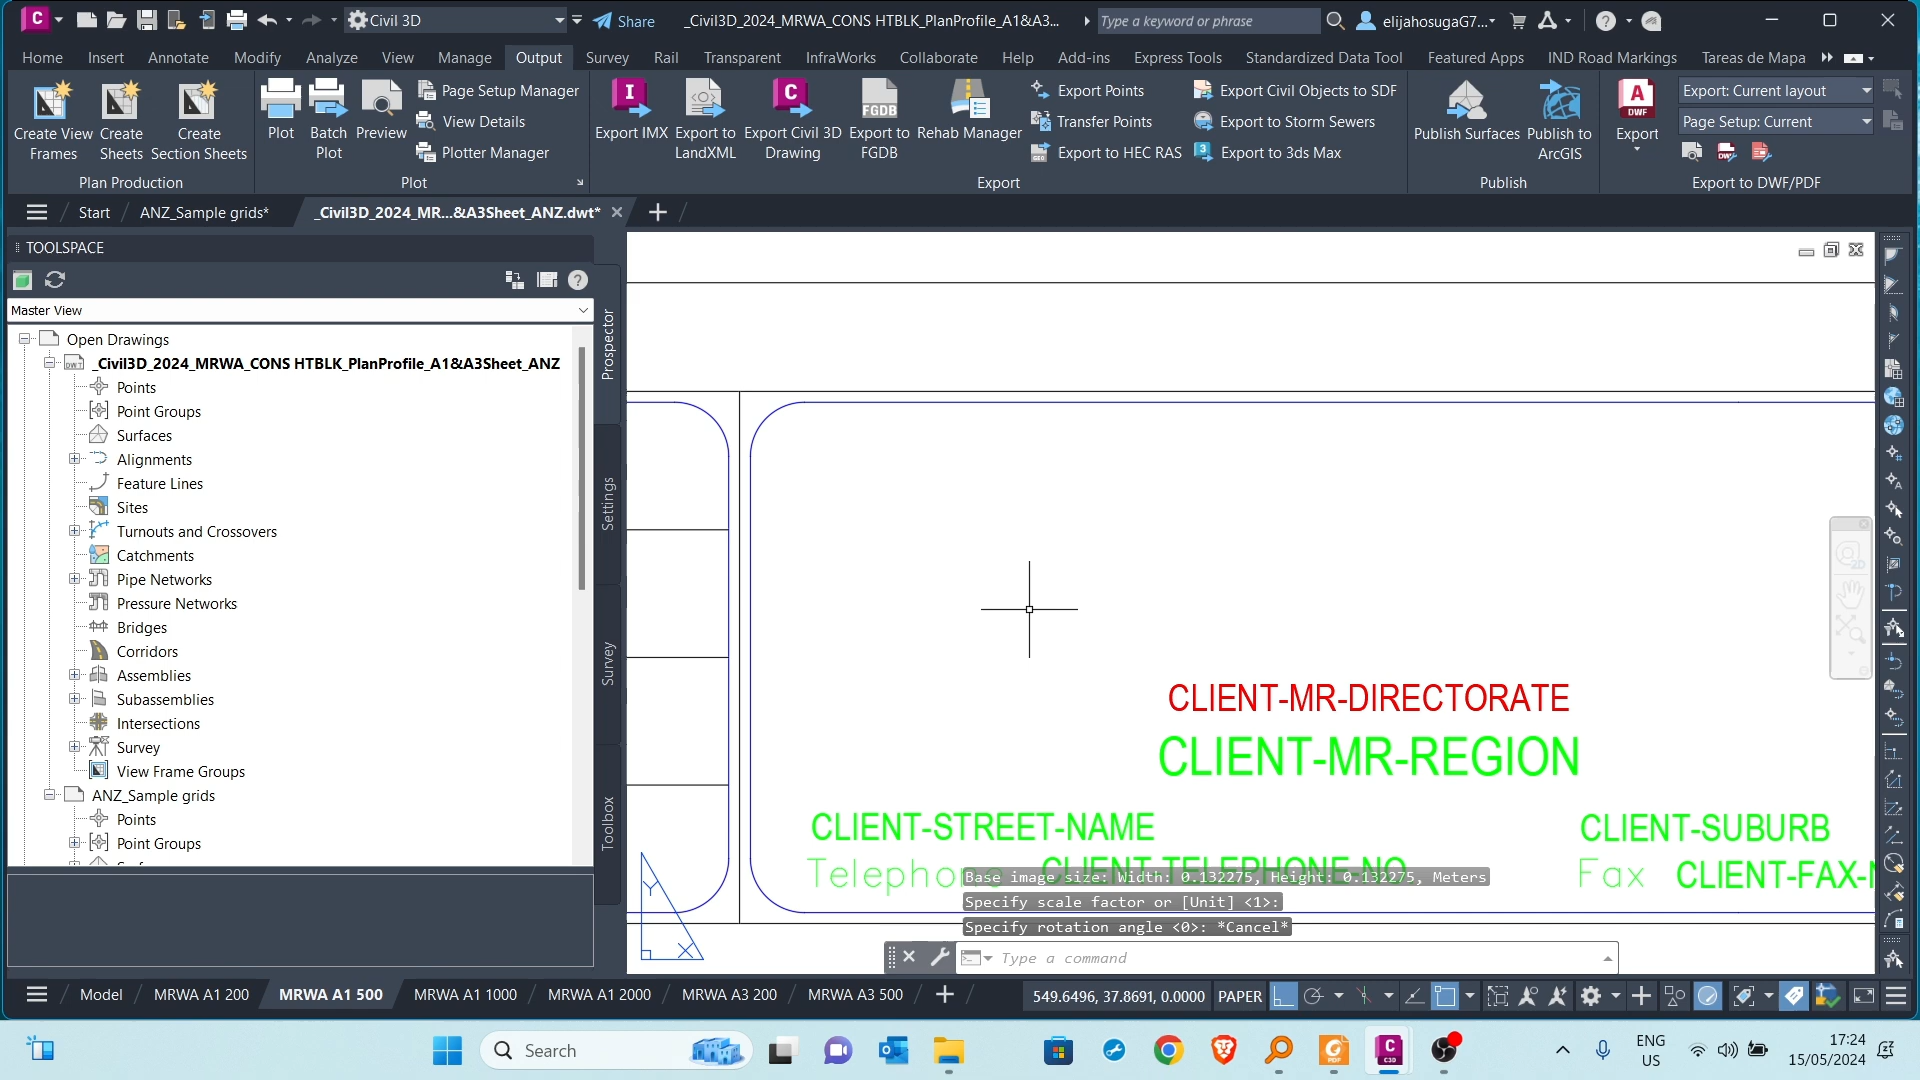 C Civil 3D Share _Civil3D_2024_MRWA_CONS HTBLK_PlanProfile_A1&A3... Type a keyword or phrase elijahosugaG7...
Home Insert Annotate Modify Analyze View Manage Output Survey Rail Transparent InfraWorks Collaborate Help Add-ins Express Tools Standardized Data Tool Featured Apps IND Road Markings Tareas de Mapa
Create View Frames
Create Sheets
Create Section Sheets
Plan Production
Plot
Batch Plot
Preview
Page Setup Manager
View Details
Plotter Manager
Plot
Export IMX
Export to LandXML
Export Civil 3D Drawing
Export to FGDB
Rehab Manager
Export Points
Transfer Points
Export to HEC RAS
Export Civil Objects to SDF
Export to Storm Sewers
Export to 3ds Max
Export
Publish Surfaces
Publish to ArcGIS
Publish
Export
Export: Current layout
Page Setup: Current
Export to DWF/PDF
Start ANZ_Sample grids* _Civil3D_2024_MR...&A3Sheet_ANZ.dwt*
TOOLSPACE
Master View
Open Drawings
_Civil3D_2024_MRWA_CONS HTBLK_PlanProfile_A1&A3Sheet_ANZ
Points
Point Groups
Surfaces
Alignments
Feature Lines
Sites
Turnouts and Crossovers
Catchments
Pipe Networks
Pressure Networks
Bridges
Corridors
Assemblies
Subassemblies
Intersections
Survey
View Frame Groups
ANZ_Sample grids
Points
Point Groups
Prospector
Settings
Survey
Toolbox
CLIENT-MR-DIRECTORATE
CLIENT-MR-REGION
CLIENT-STREET-NAME CLIENT-SUBURB
Telephone CLIENT-TELEPHONE-NO Fax CLIENT-FAX-N
Base image size: Width: 0.132275, Height: 0.132275, Meters
Specify scale factor or [Unit] <1>:
Specify rotation angle <0>: *Cancel*
Type a command
Y
X
2D
Model MRWA A1 200 MRWA A1 500 MRWA A1 1000 MRWA A1 2000 MRWA A3 200 MRWA A3 500 549.6496, 37.8691, 0.0000 PAPER
Search ENG US 17:24 15/05/2024